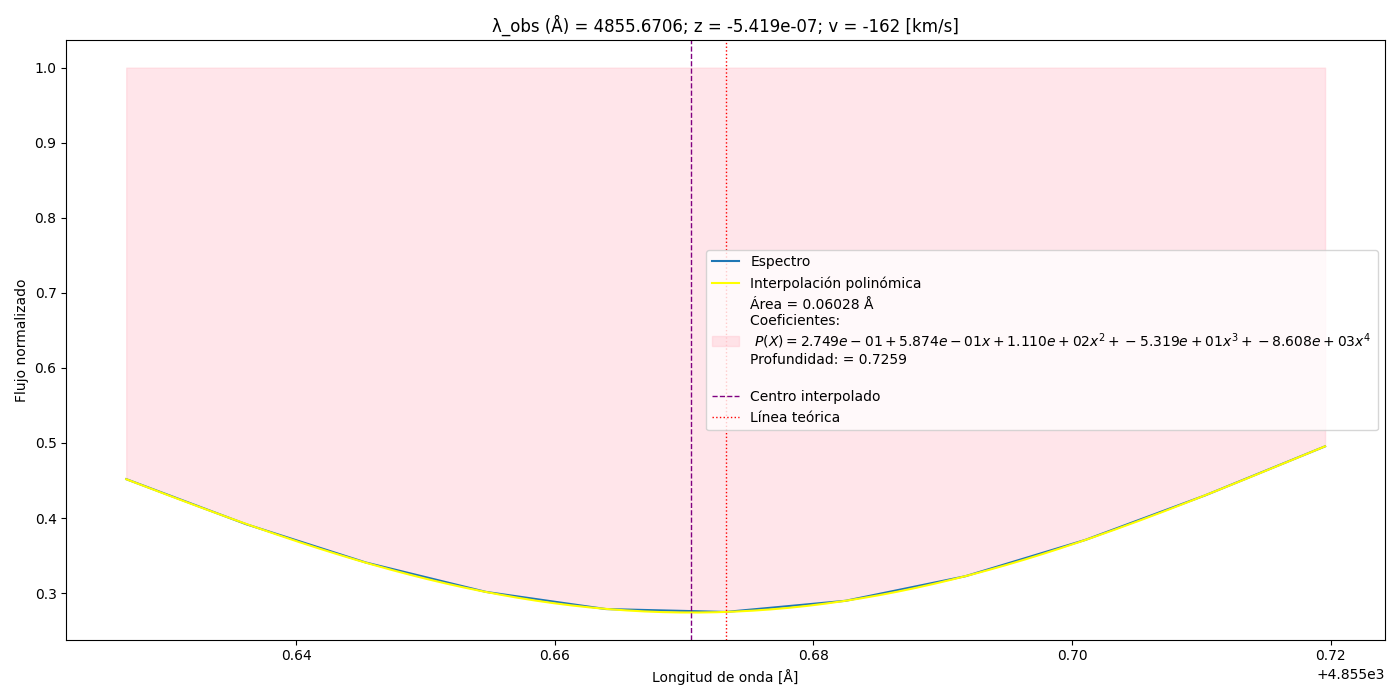 λ_obs (Å) = 4855.6706; z = -5.419e-07; v = -162 [km/s]
Flujo normalizado
1.0
0.9
0.8
0.7
0.6
0.5
0.4
0.3
Espectro
Interpolación polinómica
Área = 0.06028 Å
Coeficientes:
P(X) = 2.749e − 01 + 5.874e − 01x + 1.110e + 02x² + − 5.319e + 01x³ + − 8.608e + 03x⁴
Profundidad: = 0.7259
Centro interpolado
Línea teórica
0.64 0.66 0.68 0.70 0.72
+4.855e3
Longitud de onda [Å]